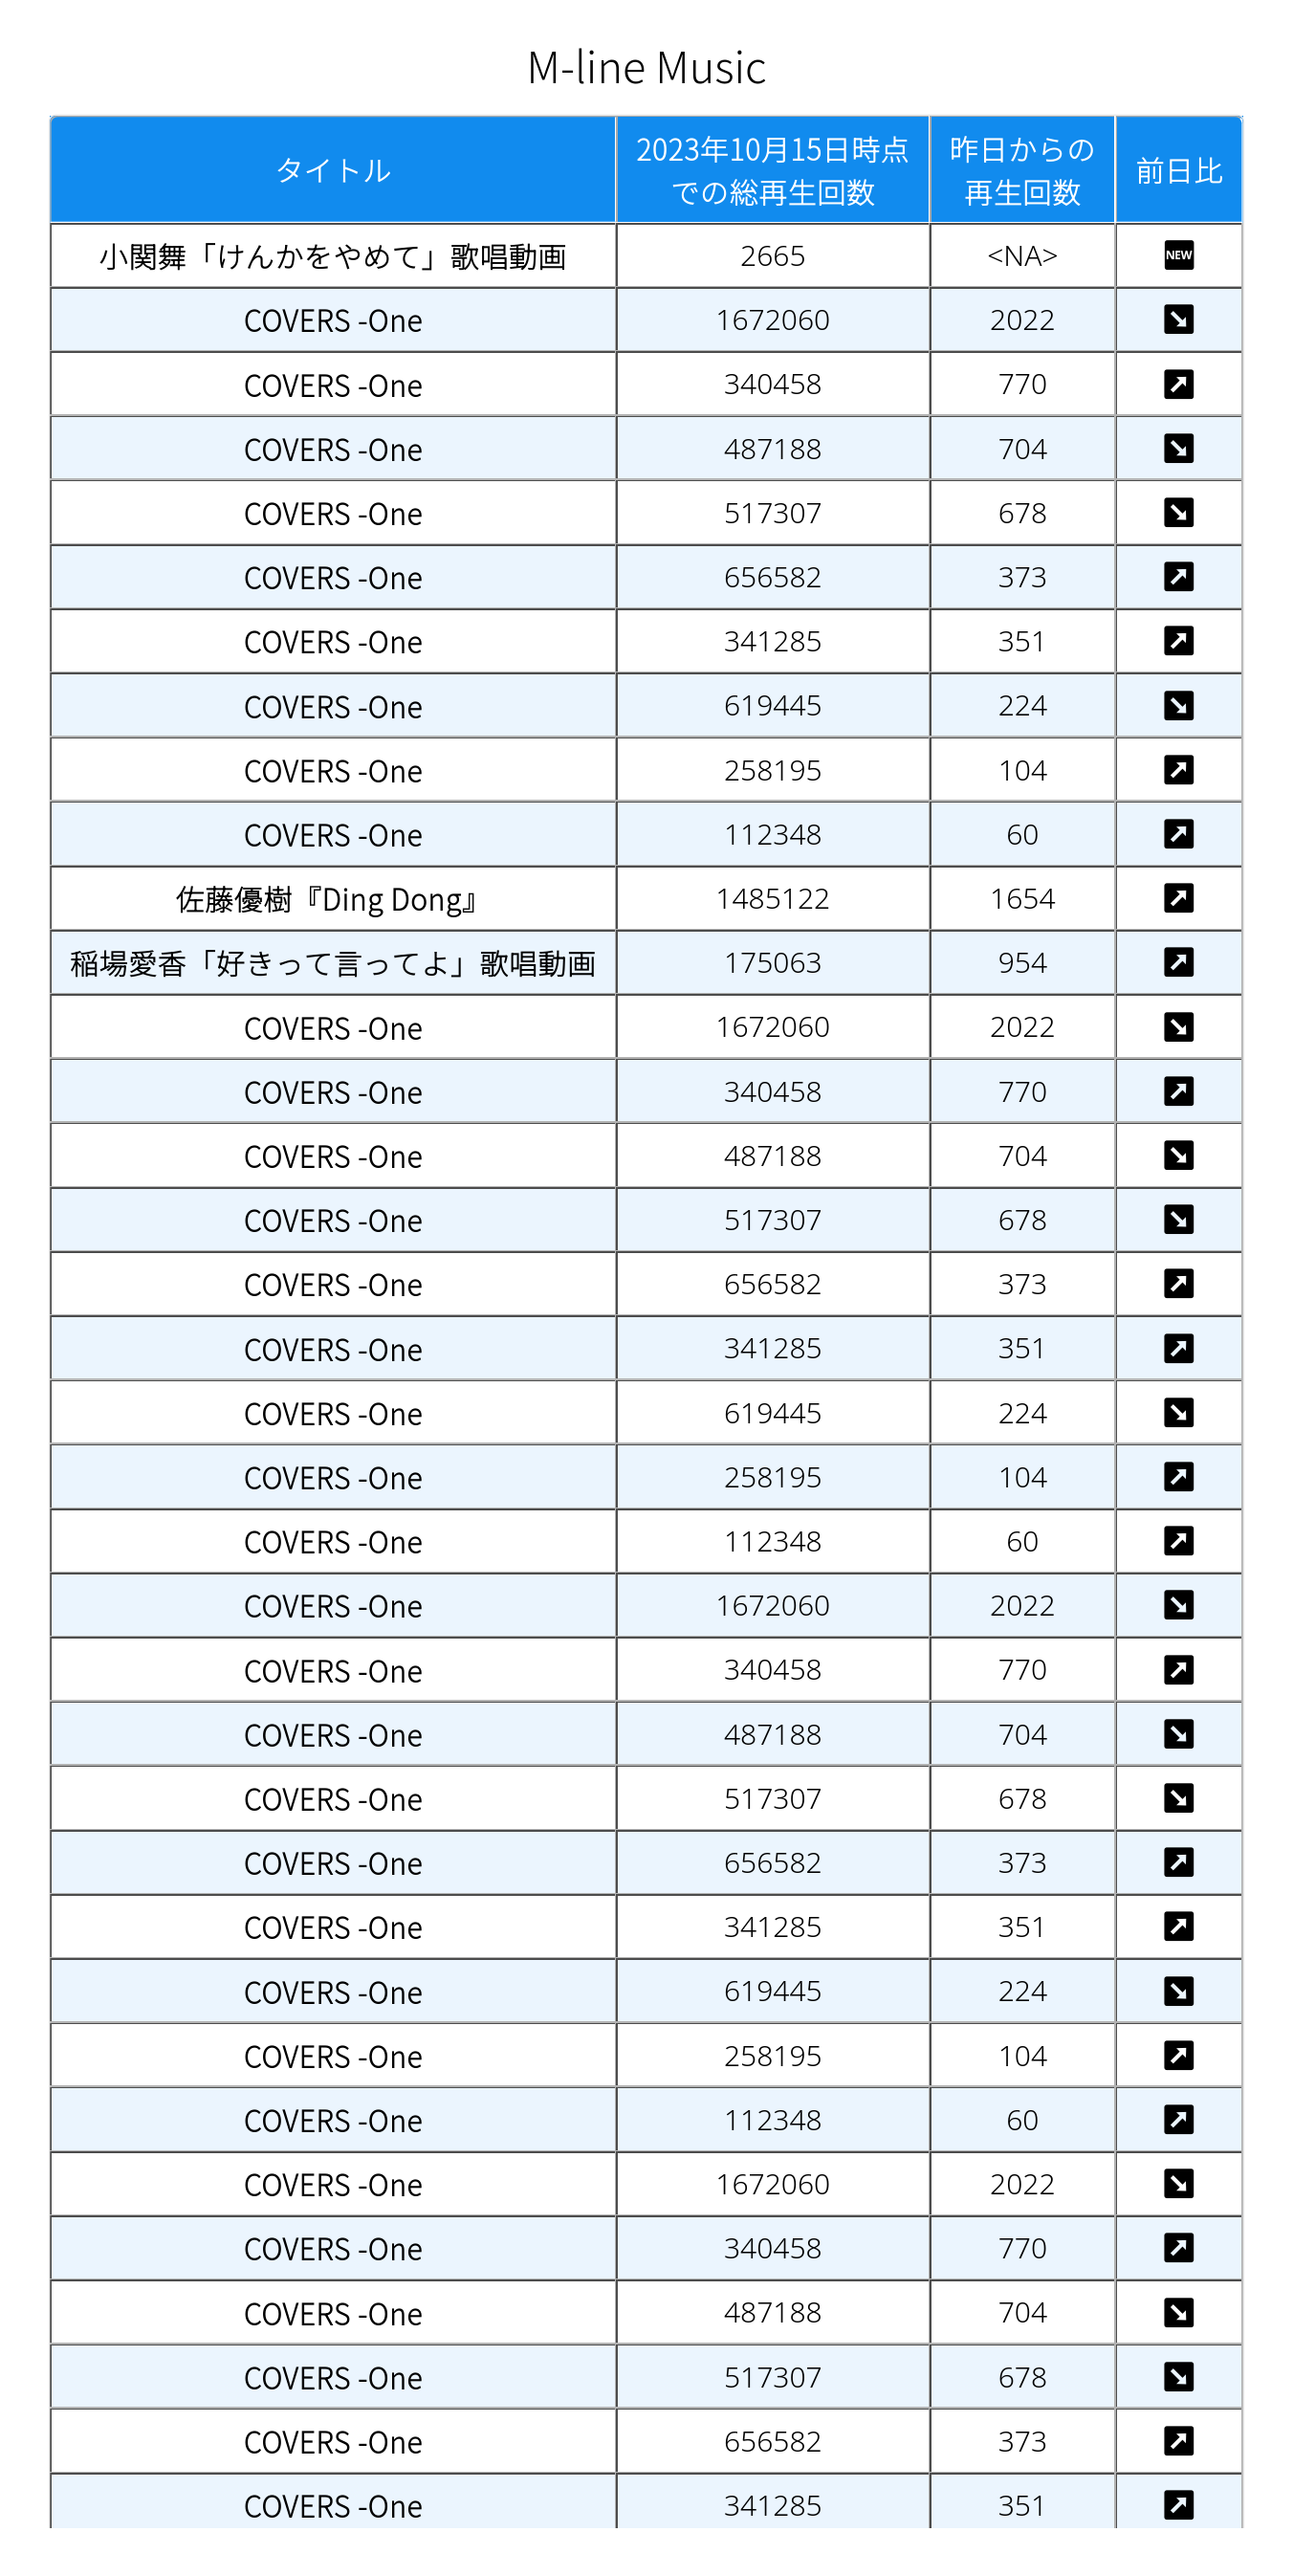 M-line Music
タイトル 2023年10月15日時点での総再生回数 昨日からの再生回数 前日比
小関舞「けんかをやめて」歌唱動画 2665 <NA> NEW
COVERS -One 1672060 2022 ↘
COVERS -One 340458 770 ↗
COVERS -One 487188 704 ↘
COVERS -One 517307 678 ↘
COVERS -One 656582 373 ↗
COVERS -One 341285 351 ↗
COVERS -One 619445 224 ↘
COVERS -One 258195 104 ↗
COVERS -One 112348 60 ↗
佐藤優樹『Ding Dong』 1485122 1654 ↗
稲場愛香「好きって言ってよ」歌唱動画 175063 954 ↗
COVERS -One 1672060 2022 ↘
COVERS -One 340458 770 ↗
COVERS -One 487188 704 ↘
COVERS -One 517307 678 ↘
COVERS -One 656582 373 ↗
COVERS -One 341285 351 ↗
COVERS -One 619445 224 ↘
COVERS -One 258195 104 ↗
COVERS -One 112348 60 ↗
COVERS -One 1672060 2022 ↘
COVERS -One 340458 770 ↗
COVERS -One 487188 704 ↘
COVERS -One 517307 678 ↘
COVERS -One 656582 373 ↗
COVERS -One 341285 351 ↗
COVERS -One 619445 224 ↘
COVERS -One 258195 104 ↗
COVERS -One 112348 60 ↗
COVERS -One 1672060 2022 ↘
COVERS -One 340458 770 ↗
COVERS -One 487188 704 ↘
COVERS -One 517307 678 ↘
COVERS -One 656582 373 ↗
COVERS -One 341285 351 ↗